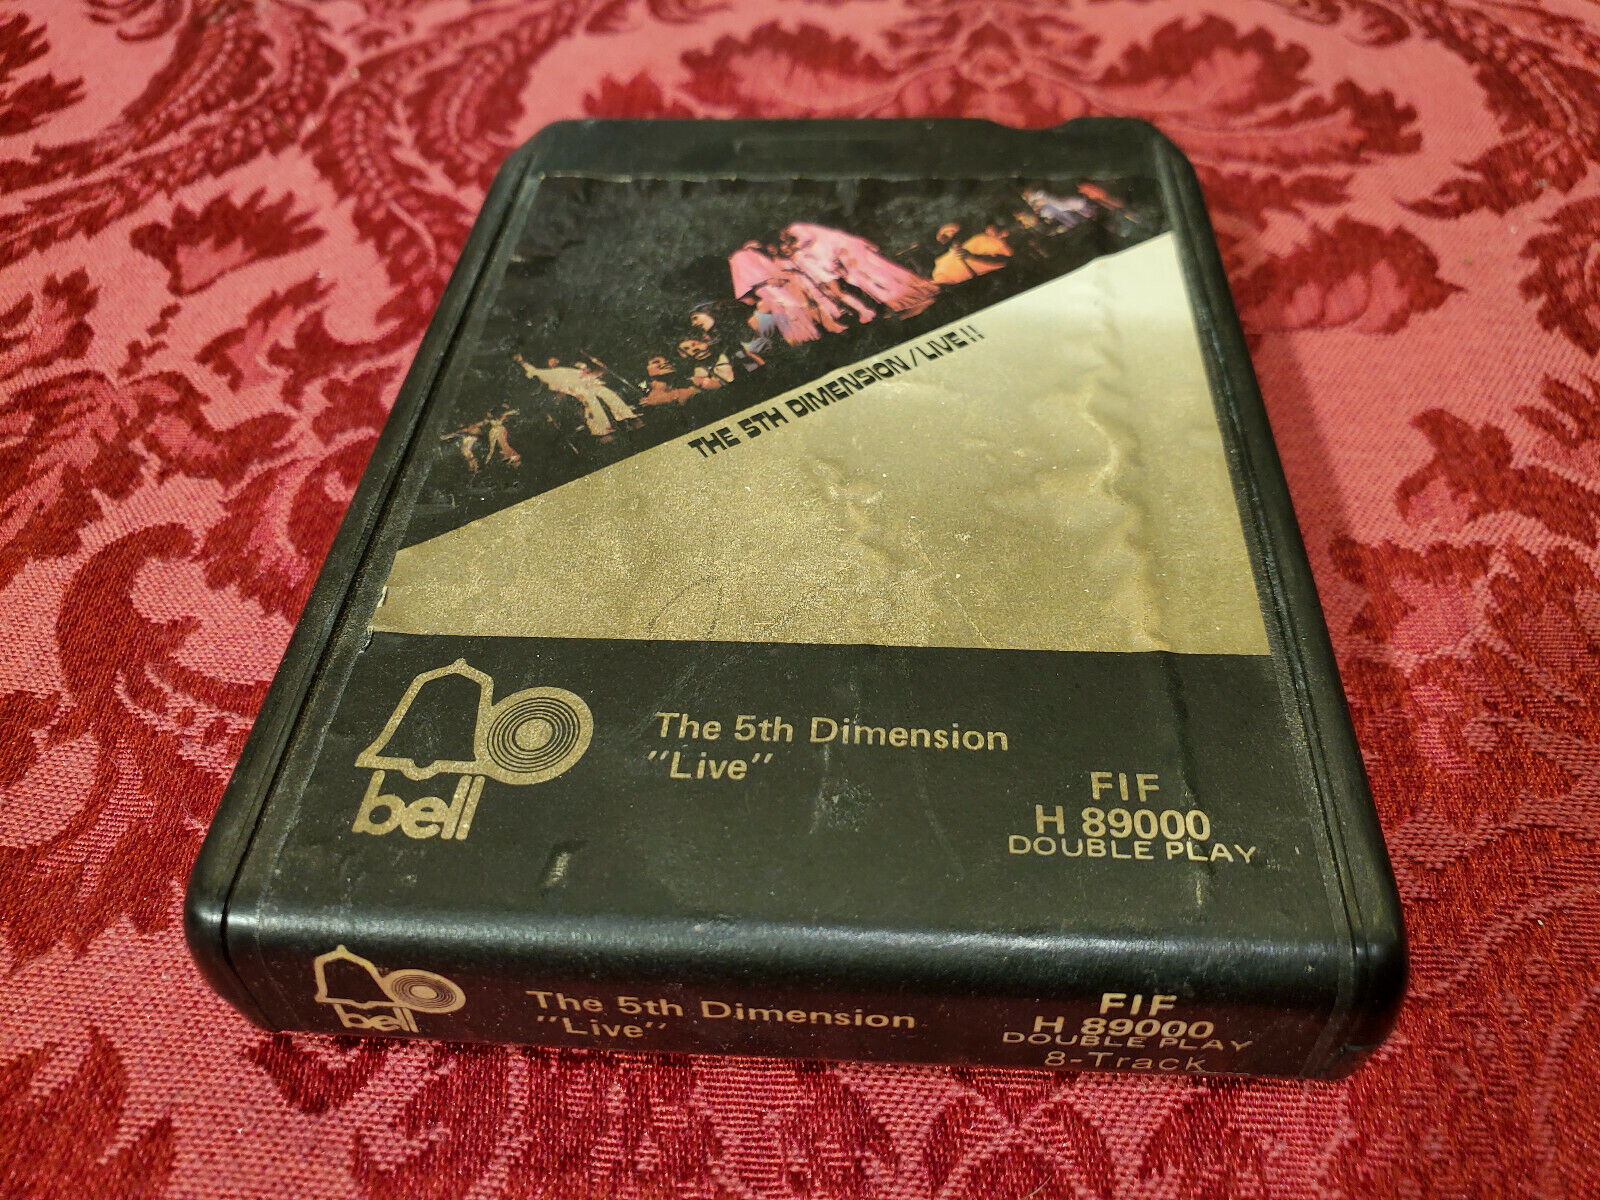 THE 5TH DIMENSION/LIVE!!
bell
The 5th Dimension
"Live"
FIF
H 89000
DOUBLE PLAY
bell
The 5th Dimension
"Live"
FIF
H 89000
DOUBLE PLAY
8-Track